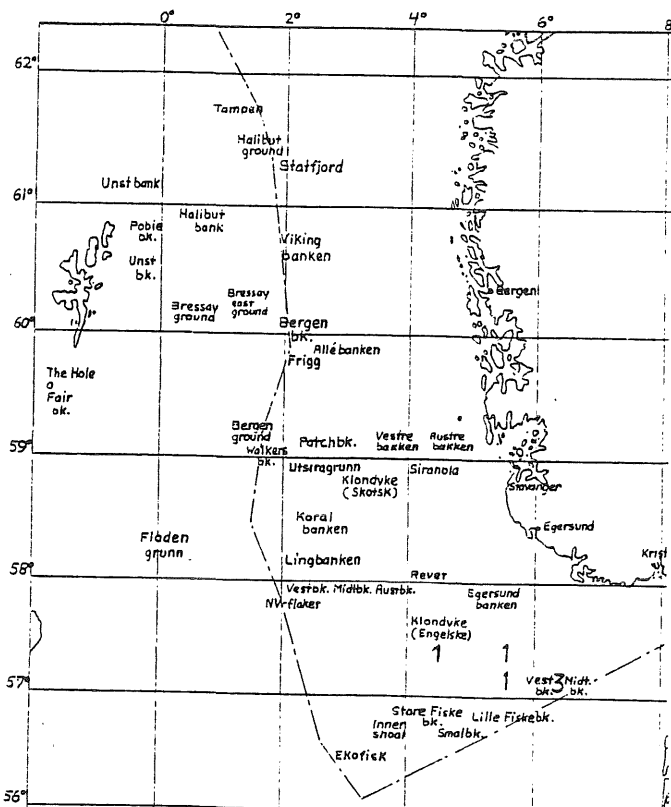 0° 2° 4° 6° 8
62°
Tampen
Halibut
ground
Statfjord
Unst bank
61°
Halibut
bank
Pobie
bk.
Viking
banken
Unst
bk.
Bergen
Bressay
east
ground
Bressay
ground
60°
Bergen
bk.
Allébanken
Frigg
The Hole
a
Fair
bk.
Bergen
ground
Patchbk.
Vestre
bakken
Austre
bakken
59°
Walkers
bk.
Utsiragrunn
Siranola
Klondyke
(Skotsk)
Stavanger
Koral
banken
Egersund
Fladen
grunn
Lingbanken
Krist
58°
Rever
Vestbk. Midtbk. Austbk.
Egersund
banken
NV-flaket
Klondyke
(Engelske)
1 1
1
Vest
bk.
3
Midt.
bk.
57°
Store Fiske
bk.
Lille Fiskebk.
Inner
shoal
Smalbk.
Ekofisk
56°